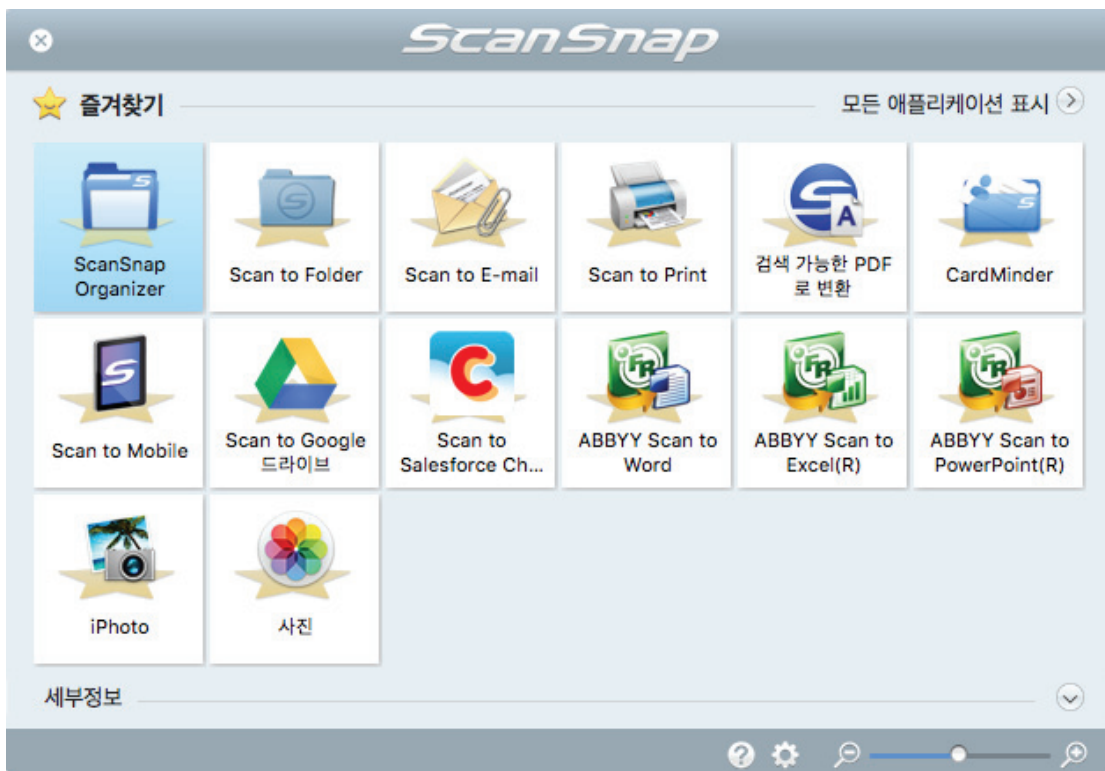 ScanSnap
즐겨찾기
모든 애플리케이션 표시
ScanSnap
Organizer
Scan to Folder
Scan to E-mail
Scan to Print
검색 가능한 PDF
로 변환
CardMinder
Scan to Mobile
Scan to Google
드라이브
Scan to
Salesforce Ch...
ABBYY Scan to
Word
ABBYY Scan to
Excel(R)
ABBYY Scan to
PowerPoint(R)
iPhoto
사진
세부정보